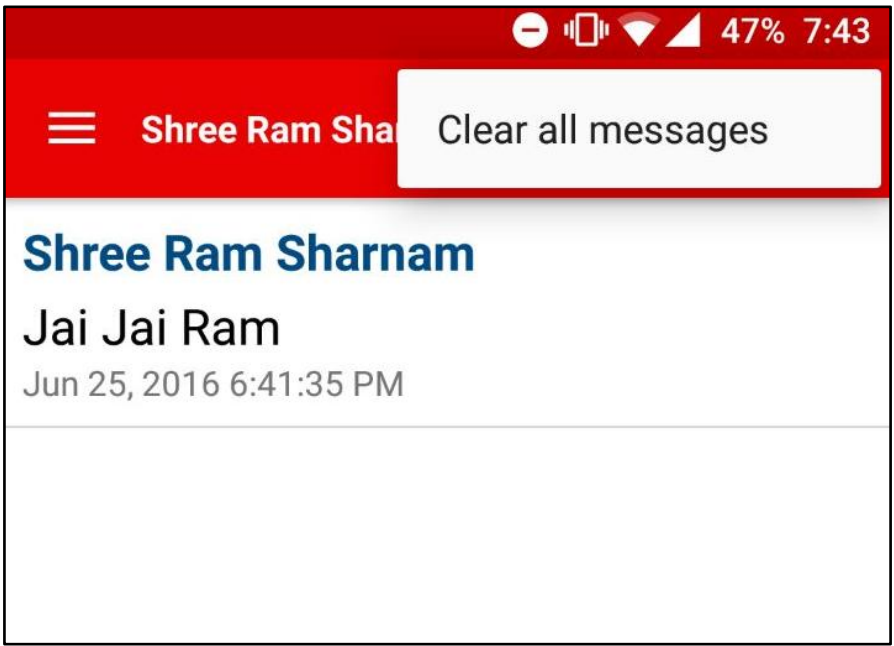 47% 7:43
Shree Ram Sha
Clear all messages
Shree Ram Sharnam
Jai Jai Ram
Jun 25, 2016 6:41:35 PM